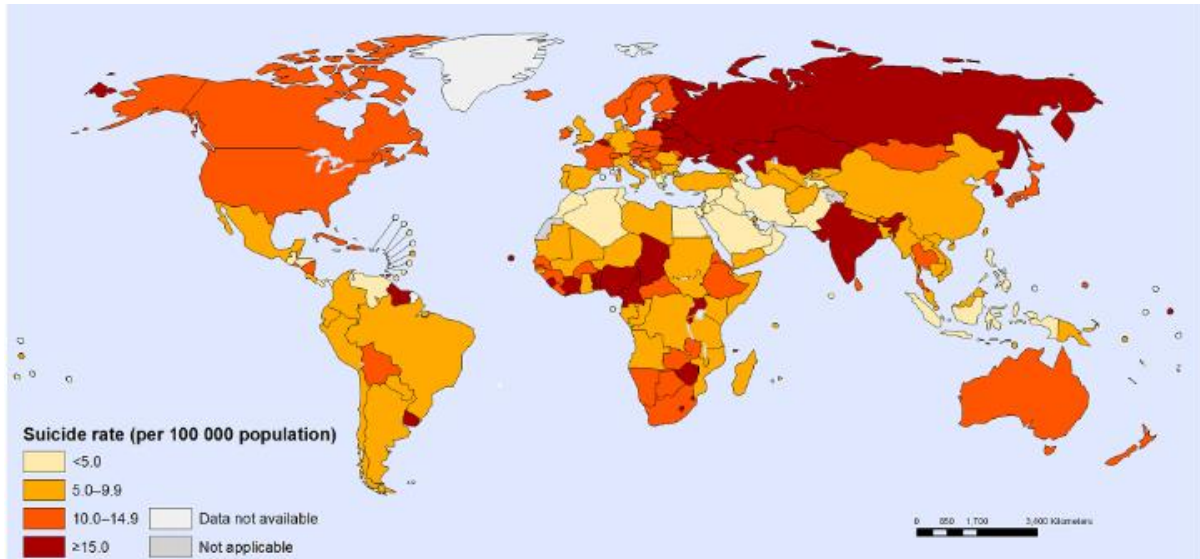 Suicide rate (per 100 000 population)
<5.0
5.0–9.9
10.0–14.9
≥15.0
Data not available
Not applicable
0 850 1,700 3,400 Kilometers